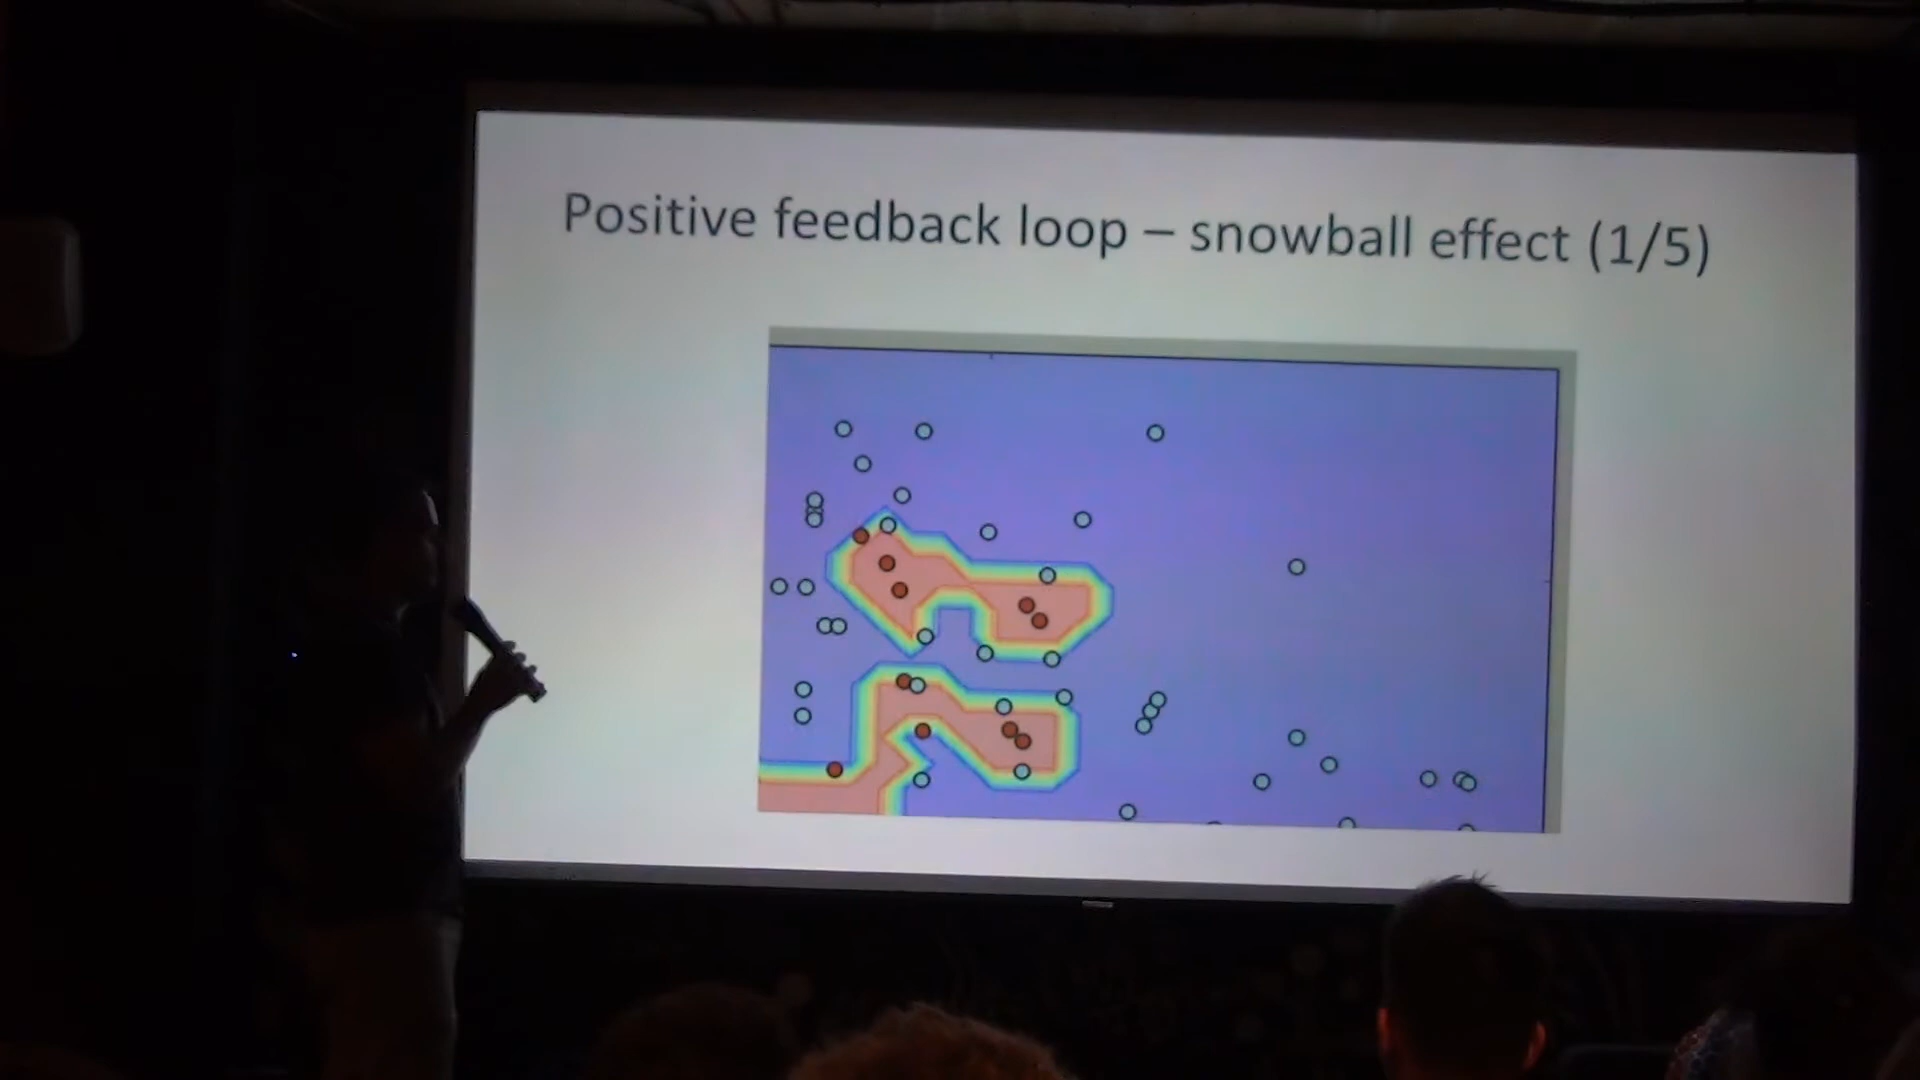 Positive feedback loop – snowball effect (1/5)